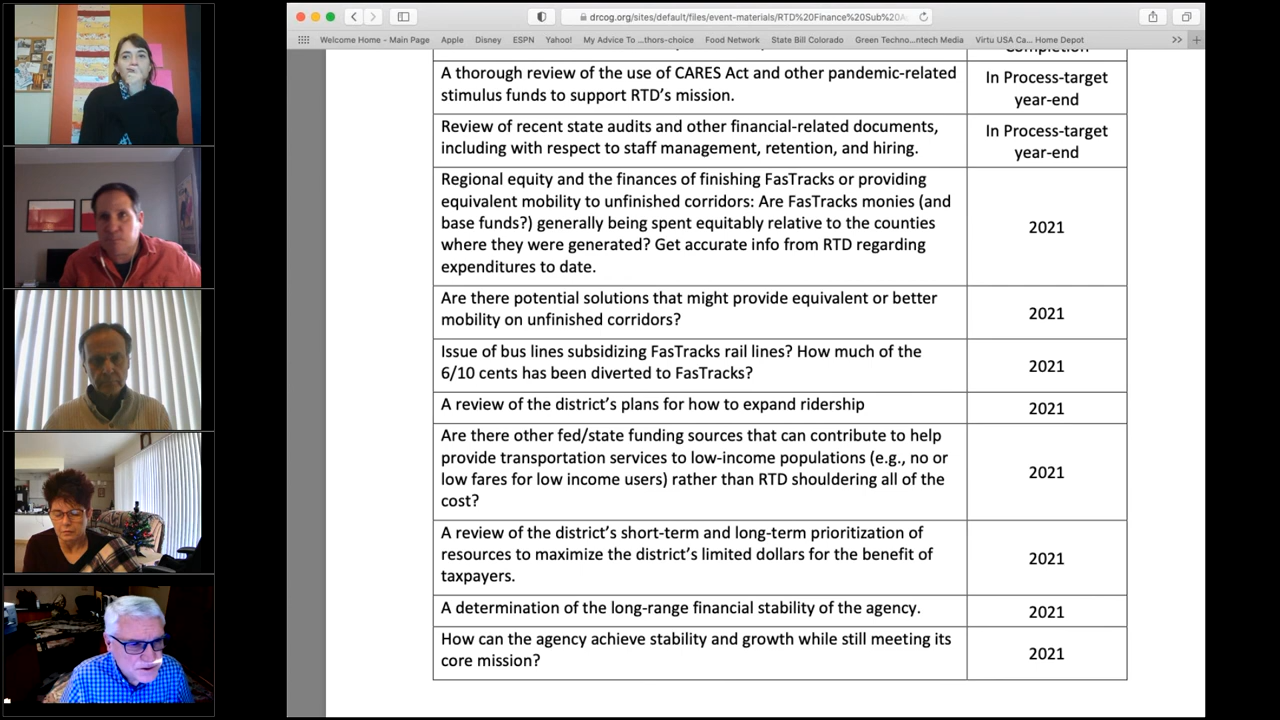 drcog.org/sites/default/files/event-materials/RTD%20Finance%20Sub%20A
Welcome Home - Main Page Apple Disney ESPN Yahoo! My Advice To ...thors-choice Food Network State Bill Colorado Green Techno...ntech Media Virtu USA Ca... Home Depot >>
Completion
A thorough review of the use of CARES Act and other pandemic-related
stimulus funds to support RTD's mission.
In Process-target
year-end
Review of recent state audits and other financial-related documents,
including with respect to staff management, retention, and hiring.
In Process-target
year-end
Regional equity and the finances of finishing FasTracks or providing
equivalent mobility to unfinished corridors: Are FasTracks monies (and
base funds?) generally being spent equitably relative to the counties
where they were generated? Get accurate info from RTD regarding
expenditures to date.
2021
Are there potential solutions that might provide equivalent or better
mobility on unfinished corridors?
2021
Issue of bus lines subsidizing FasTracks rail lines? How much of the
6/10 cents has been diverted to FasTracks?
2021
A review of the district's plans for how to expand ridership
2021
Are there other fed/state funding sources that can contribute to help
provide transportation services to low-income populations (e.g., no or
low fares for low income users) rather than RTD shouldering all of the
cost?
2021
A review of the district's short-term and long-term prioritization of
resources to maximize the district's limited dollars for the benefit of
taxpayers.
2021
A determination of the long-range financial stability of the agency.
2021
How can the agency achieve stability and growth while still meeting its
core mission?
2021